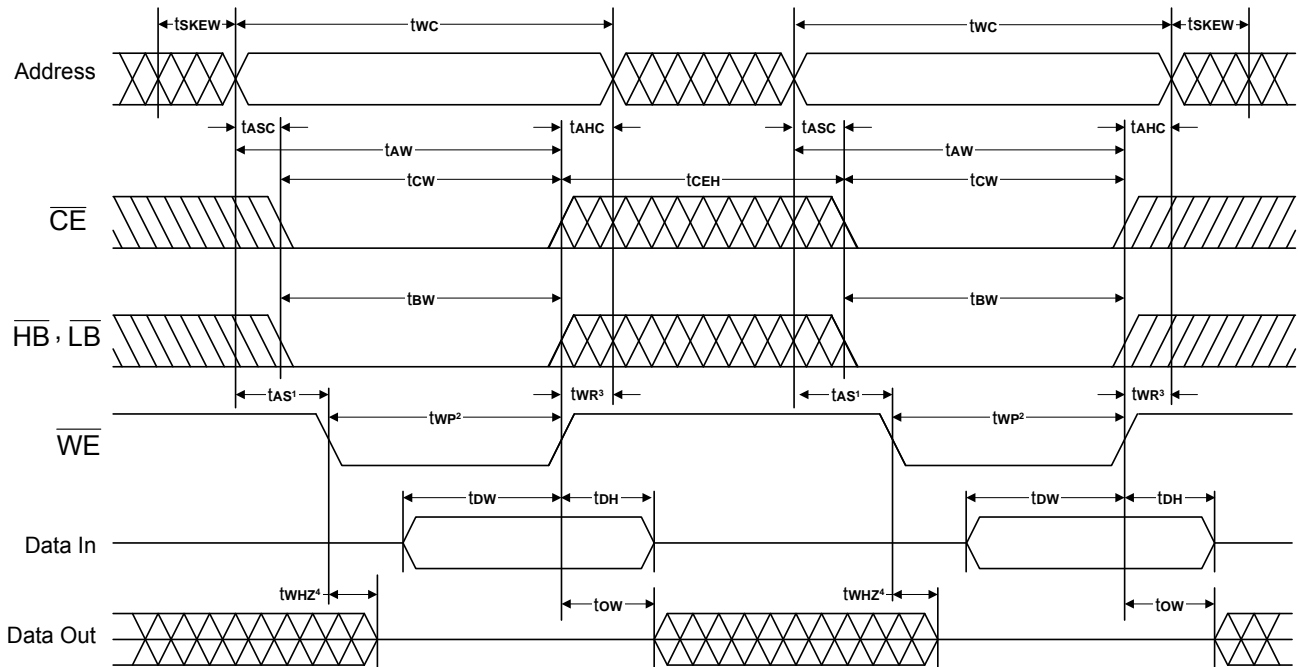 tSKEW tWC tWC tSKEW
Address
tASC tAHC tASC tAHC
tAW tAW
tCW tCEH tCW
CE
tBW tBW
HB , LB
tAS1 tWR3 tAS1 tWR3
tWP2 tWP2
WE
tDW tDH tDW tDH
Data In
tWHZ4 tOW tWHZ4 tOW
Data Out